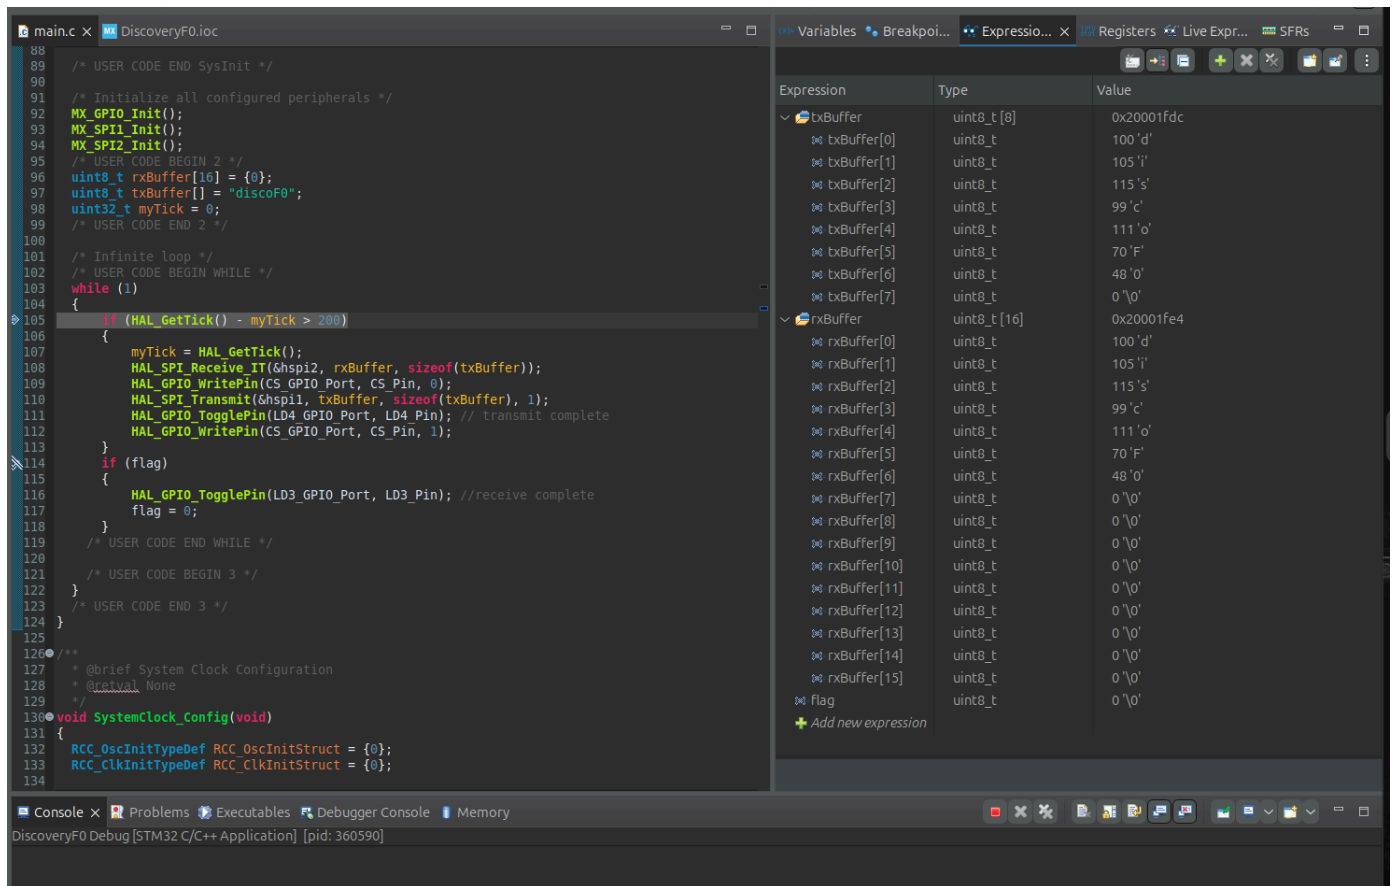 main.c
DiscoveryF0.ioc
88
89 /* USER CODE END SysInit */
90
91 /* Initialize all configured peripherals */
92 MX_GPIO_Init();
93 MX_SPI1_Init();
94 MX_SPI2_Init();
95 /* USER CODE BEGIN 2 */
96 uint8_t rxBuffer[16] = {0};
97 uint8_t txBuffer[] = "discoF0";
98 uint32_t myTick = 0;
99 /* USER CODE END 2 */
100
101 /* Infinite loop */
102 /* USER CODE BEGIN WHILE */
103 while (1)
104 {
105 if (HAL_GetTick() - myTick > 200)
106 {
107 myTick = HAL_GetTick();
108 HAL_SPI_Receive_IT(&hspi2, rxBuffer, sizeof(txBuffer));
109 HAL_GPIO_WritePin(CS_GPIO_Port, CS_Pin, 0);
110 HAL_SPI_Transmit(&hspi1, txBuffer, sizeof(txBuffer), 1);
111 HAL_GPIO_TogglePin(LD4_GPIO_Port, LD4_Pin); // transmit complete
112 HAL_GPIO_WritePin(CS_GPIO_Port, CS_Pin, 1);
113 }
114 if (flag)
115 {
116 HAL_GPIO_TogglePin(LD3_GPIO_Port, LD3_Pin); //receive complete
117 flag = 0;
118 }
119 /* USER CODE END WHILE */
120
121 /* USER CODE BEGIN 3 */
122 }
123 /* USER CODE END 3 */
124 }
125
126 /**
127 * @brief System Clock Configuration
128 * @retval None
129 */
130 void SystemClock_Config(void)
131 {
132 RCC_OscInitTypeDef RCC_OscInitStruct = {0};
133 RCC_ClkInitTypeDef RCC_ClkInitStruct = {0};
134
Variables Breakpoi... Expressio... Registers Live Expr... SFRs
Expression Type Value
txBuffer uint8_t [8] 0x20001fdc
txBuffer[0] uint8_t 100 'd'
txBuffer[1] uint8_t 105 'i'
txBuffer[2] uint8_t 115 's'
txBuffer[3] uint8_t 99 'c'
txBuffer[4] uint8_t 111 'o'
txBuffer[5] uint8_t 70 'F'
txBuffer[6] uint8_t 48 '0'
txBuffer[7] uint8_t 0 '\0'
rxBuffer uint8_t [16] 0x20001fe4
rxBuffer[0] uint8_t 100 'd'
rxBuffer[1] uint8_t 105 'i'
rxBuffer[2] uint8_t 115 's'
rxBuffer[3] uint8_t 99 'c'
rxBuffer[4] uint8_t 111 'o'
rxBuffer[5] uint8_t 70 'F'
rxBuffer[6] uint8_t 48 '0'
rxBuffer[7] uint8_t 0 '\0'
rxBuffer[8] uint8_t 0 '\0'
rxBuffer[9] uint8_t 0 '\0'
rxBuffer[10] uint8_t 0 '\0'
rxBuffer[11] uint8_t 0 '\0'
rxBuffer[12] uint8_t 0 '\0'
rxBuffer[13] uint8_t 0 '\0'
rxBuffer[14] uint8_t 0 '\0'
rxBuffer[15] uint8_t 0 '\0'
flag uint8_t 0 '\0'
Add new expression
Console Problems Executables Debugger Console Memory
DiscoveryF0 Debug [STM32 C/C++ Application] [pid: 360590]